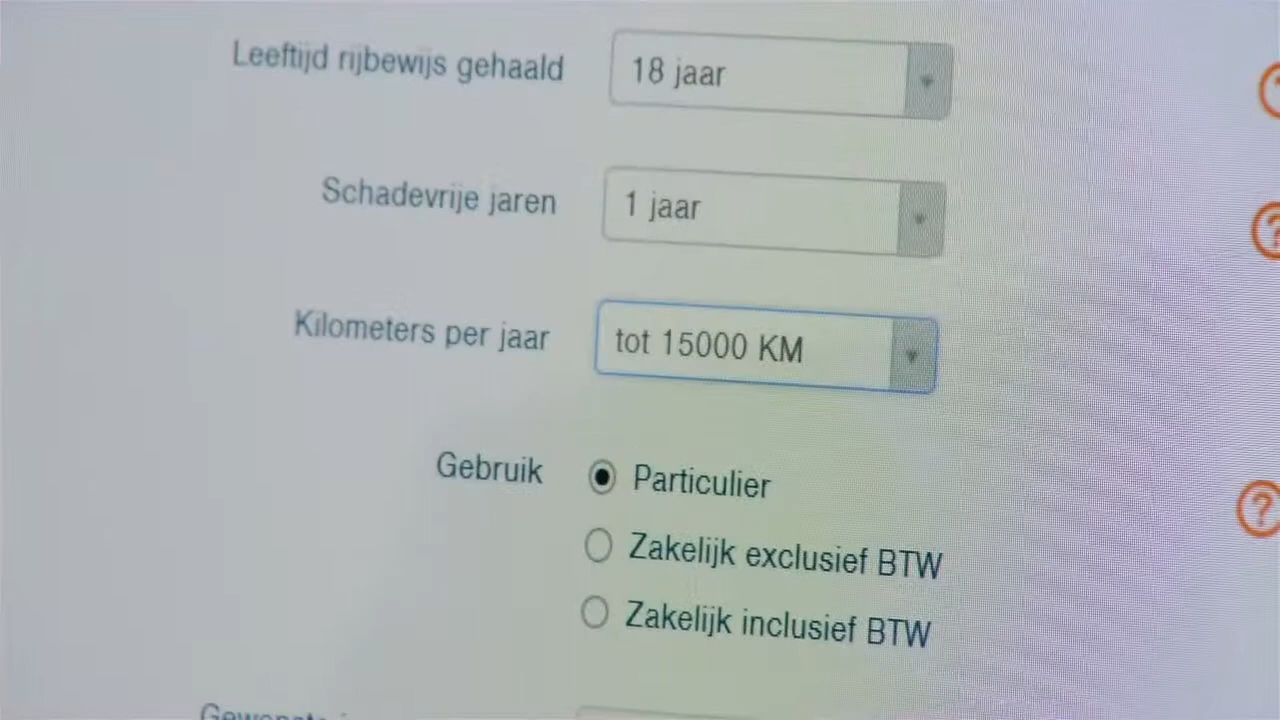 Leeftijd rijbewijs gehaald 18 jaar
Schadevrije jaren 1 jaar
Kilometers per jaar tot 15000 KM
Gebruik Particulier
Zakelijk exclusief BTW
Zakelijk inclusief BTW